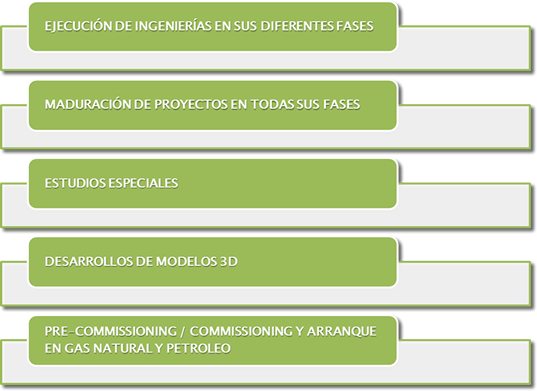 EJECUCIÓN DE INGENIERÍAS EN SUS DIFERENTES FASES
MADURACIÓN DE PROYECTOS EN TODAS SUS FASES
ESTUDIOS ESPECIALES
DESARROLLOS DE MODELOS 3D
PRE-COMMISSIONING / COMMISSIONING Y ARRANQUE
EN GAS NATURAL Y PETROLEO